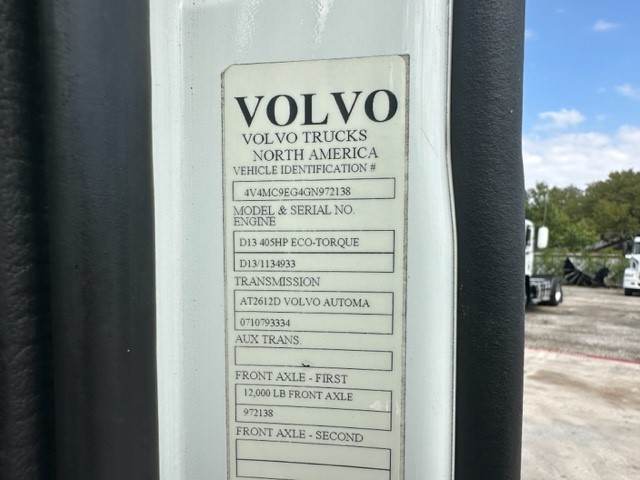 VOLVO
VOLVO TRUCKS
NORTH AMERICA
VEHICLE IDENTIFICATION #
4V4MC9EG4GN972138
MODEL & SERIAL NO.
ENGINE
D13 405HP ECO-TORQUE
D13/1134933
TRANSMISSION
AT2612D VOLVO AUTOMA
0710793334
AUX TRANS.
FRONT AXLE - FIRST
12,000 LB FRONT AXLE
972138
FRONT AXLE - SECOND